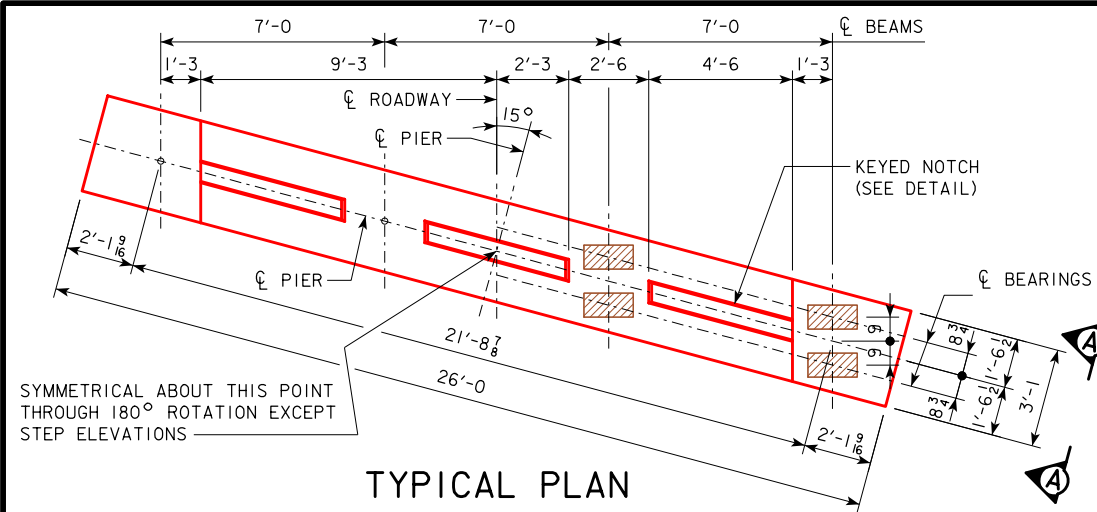 7'-0 7'-0 7'-0 ℄ BEAMS
1'-3 9'-3 2'-3 2'-6 4'-6 1'-3
℄ ROADWAY
15°
℄ PIER
KEYED NOTCH
(SEE DETAIL)
2'-1 9/16
℄ PIER
℄ BEARINGS
9
9
8 3/4
8 3/4
1'-6 1/2
1'-6 1/2
3'-1
A
21'-8 7/8
26'-0
SYMMETRICAL ABOUT THIS POINT
THROUGH 180° ROTATION EXCEPT
STEP ELEVATIONS
2'-1 9/16
TYPICAL PLAN
A